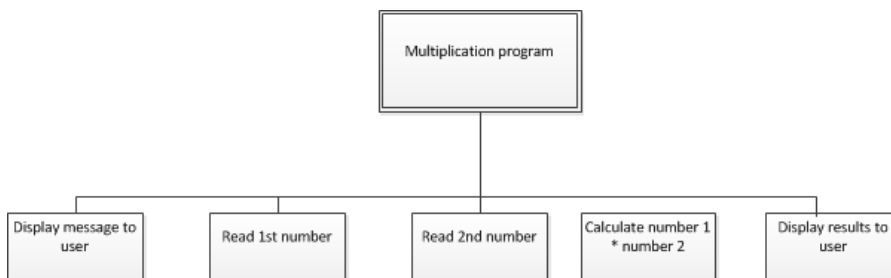 Multiplication program
Display message to
user
Read 1st number
Read 2nd number
Calculate number 1
* number 2
Display results to
user